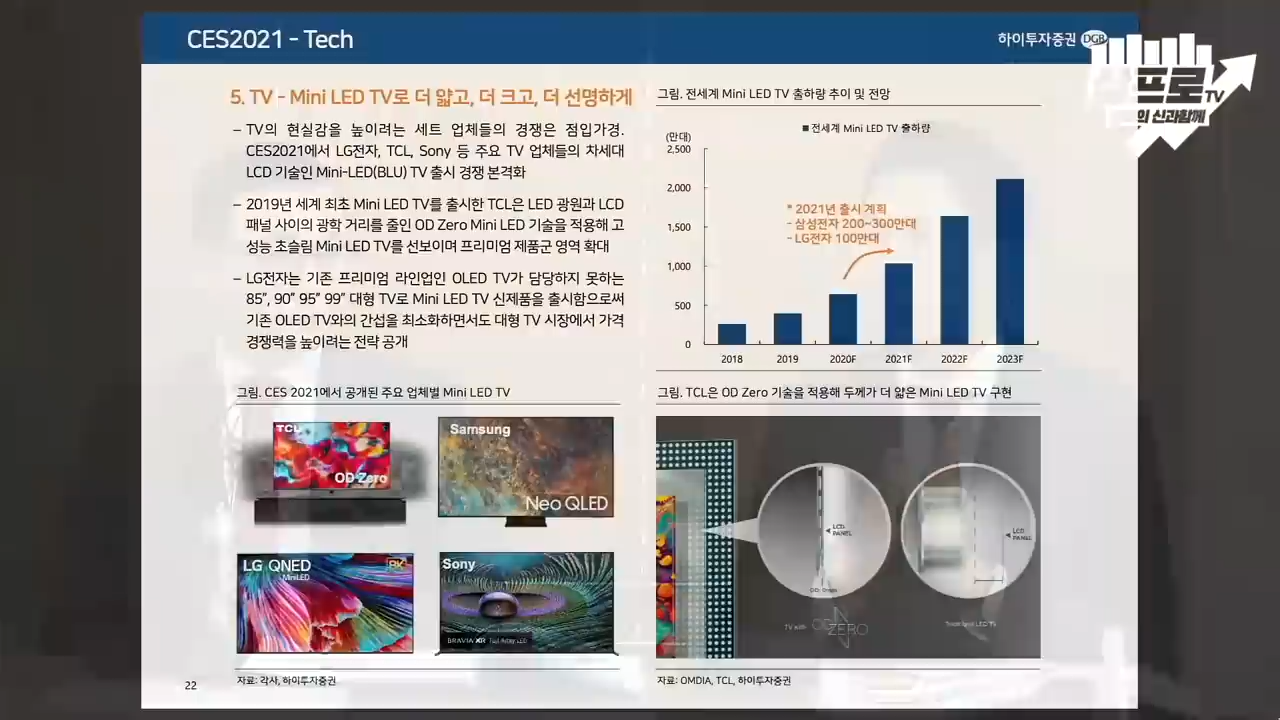 CES2021 - Tech
하이투자증권 DGB
프로TV
의 신과함께
5. TV - Mini LED TV로 더 얇고, 더 크고, 더 선명하게
– TV의 현실감을 높이려는 세트 업체들의 경쟁은 점입가경.
CES2021에서 LG전자, TCL, Sony 등 주요 TV 업체들의 차세대
LCD 기술인 Mini-LED(BLU) TV 출시 경쟁 본격화
– 2019년 세계 최초 Mini LED TV를 출시한 TCL은 LED 광원과 LCD
패널 사이의 광학 거리를 줄인 OD Zero Mini LED 기술을 적용해 고
성능 초슬림 Mini LED TV를 선보이며 프리미엄 제품군 영역 확대
– LG전자는 기존 프리미엄 라인업인 OLED TV가 담당하지 못하는
85”, 90” 95” 99” 대형 TV로 Mini LED TV 신제품을 출시함으로써
기존 OLED TV와의 간섭을 최소화하면서도 대형 TV 시장에서 가격
경쟁력을 높이려는 전략 공개
그림. 전세계 Mini LED TV 출하량 추이 및 전망
(만대)
■ 전세계 Mini LED TV 출하량
2,500
2,000
1,500
1,000
500
0
* 2021년 출시 계획
- 삼성전자 200~300만대
- LG전자 100만대
2018 2019 2020F 2021F 2022F 2023F
그림. CES 2021에서 공개된 주요 업체별 Mini LED TV
TCL
OD Zero
Samsung
Neo QLED
LG QNED
MiniLED
8K
Sony
BRAVIA XR Full Array LED
자료: 각사, 하이투자증권
그림. TCL은 OD Zero 기술을 적용해 두께가 더 얇은 Mini LED TV 구현
LCD PANEL
LCD PANEL
TV with OD ZERO
자료: OMDIA, TCL, 하이투자증권
22